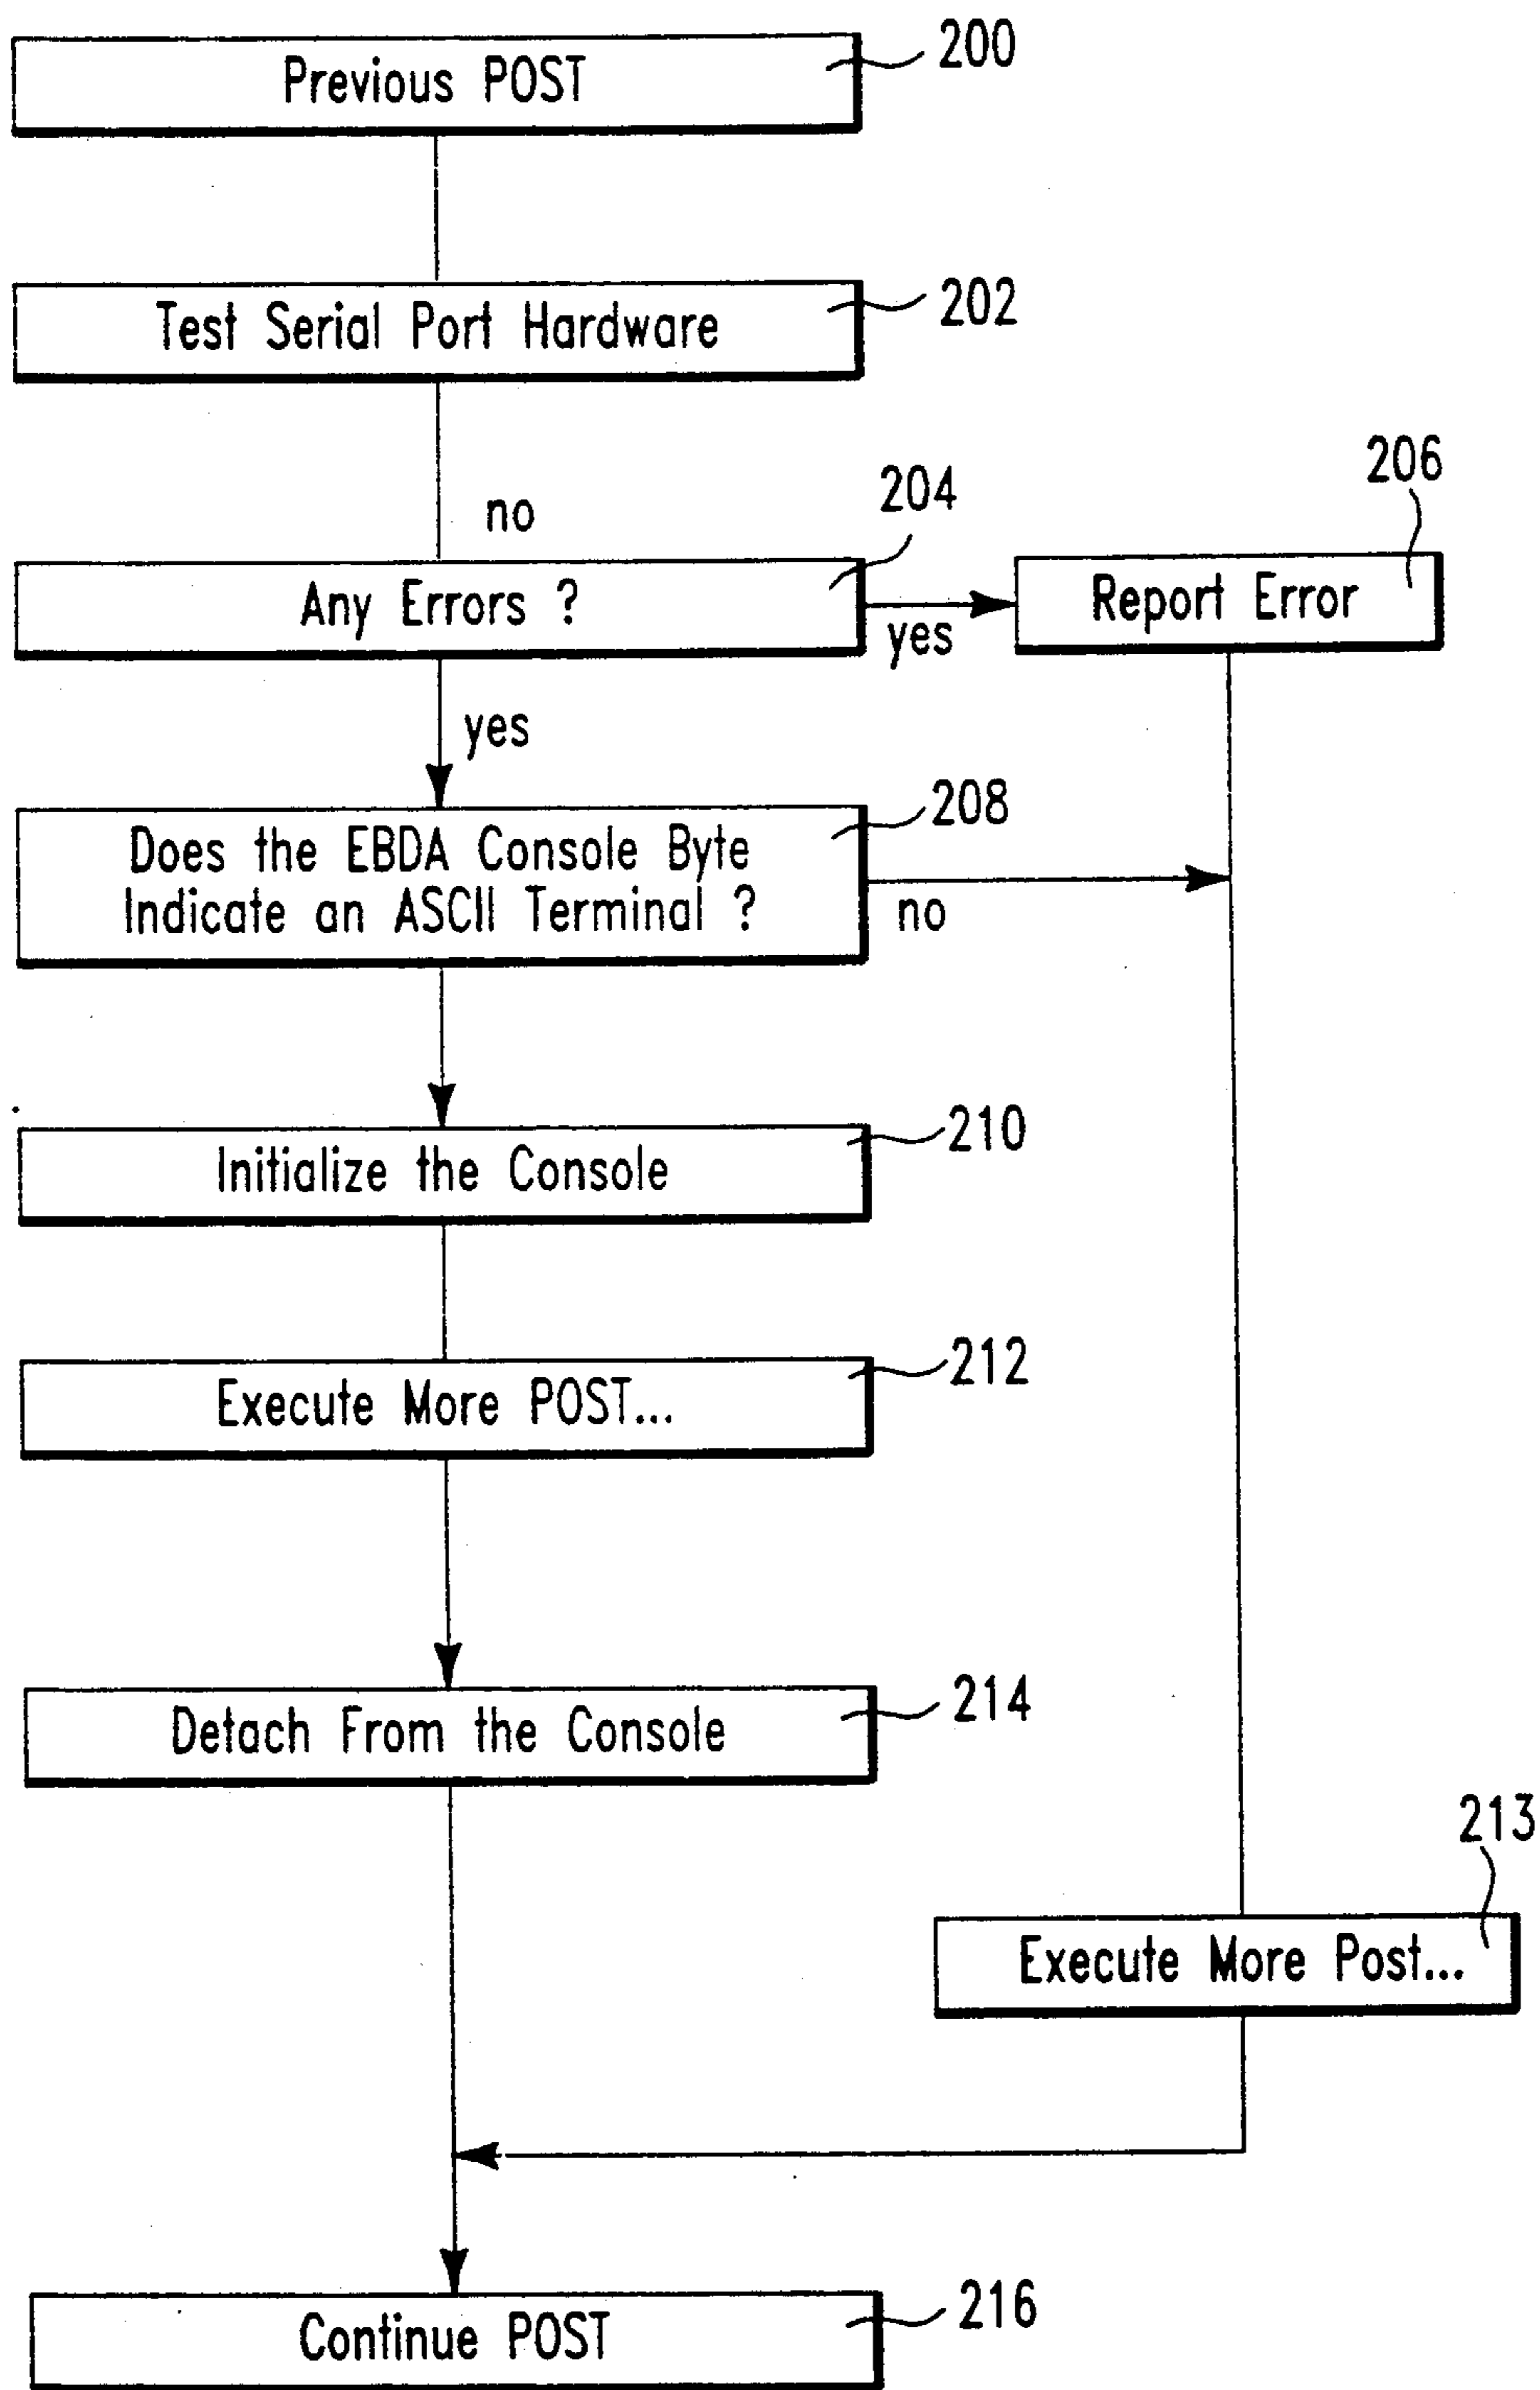 Previous POST
200
Test Serial Port Hardware
202
no
204
206
Any Errors ?
yes
Report Error
yes
208
Does the EBDA Console Byte
Indicate an ASCII Terminal ?
no
210
Initialize the Console
212
Execute More POST...
214
Detach From the Console
213
Execute More Post...
216
Continue POST